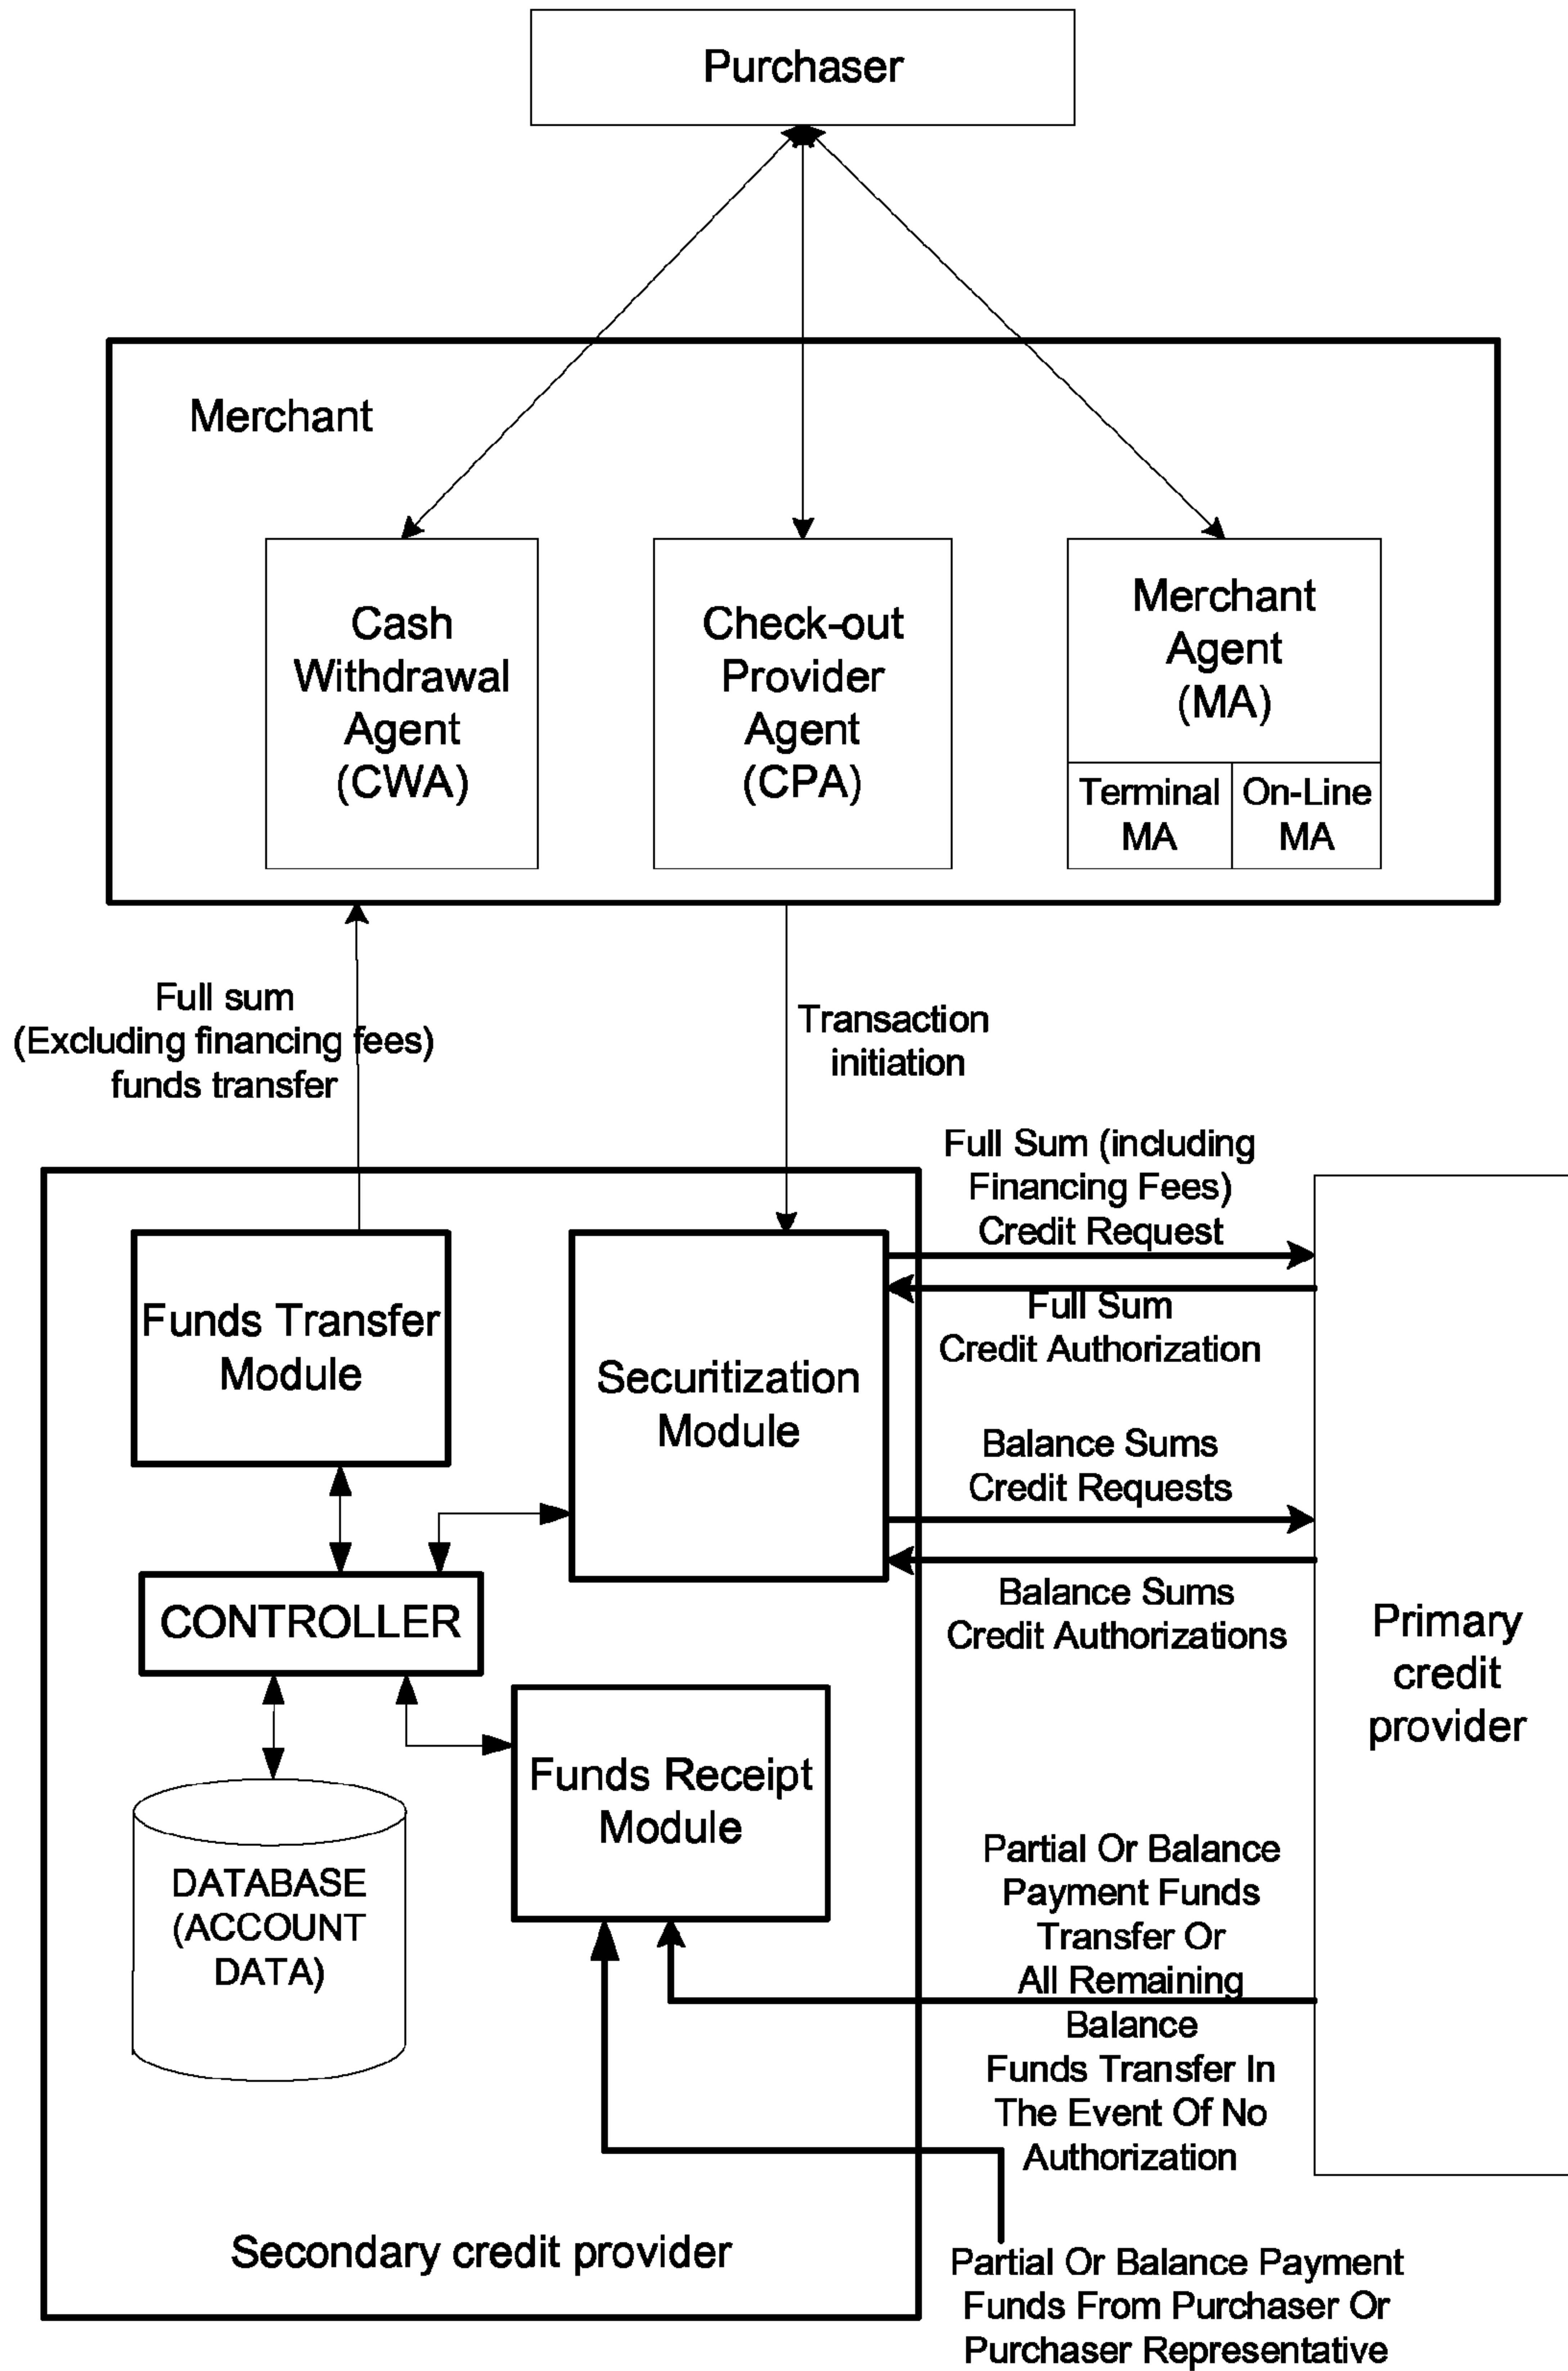 Purchaser
Merchant
Cash
Withdrawal
Agent
(CWA)
Check-out
Provider
Agent
(CPA)
Merchant
Agent
(MA)
Terminal
MA
On-Line
MA
Full sum
(Excluding financing fees)
funds transfer
Transaction
initiation
Full Sum (including
Financing Fees)
Credit Request
Full Sum
Credit Authorization
Balance Sums
Credit Requests
Balance Sums
Credit Authorizations
Funds Transfer
Module
Securitization
Module
CONTROLLER
Funds Receipt
Module
DATABASE
(ACCOUNT
DATA)
Primary
credit
provider
Partial Or Balance
Payment Funds
Transfer Or
All Remaining
Balance
Funds Transfer In
The Event Of No
Authorization
Secondary credit provider
Partial Or Balance Payment
Funds From Purchaser Or
Purchaser Representative